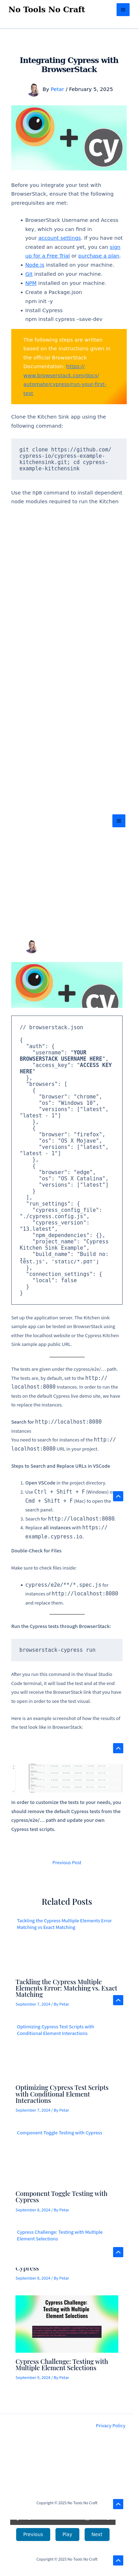 No Tools No Craft
Integrating Cypress with
BrowserStack
By Petar / February 5, 2025
Before you integrate your test suite with
BrowserStack, ensure that the following
prerequisites are met:
BrowserStack Username and Access
key, which you can find in
your account settings. If you have not
created an account yet, you can sign
up for a Free Trial or purchase a plan.
Node.js installed on your machine.
Git installed on your machine.
NPM installed on your machine.
Create a Package.json
npm init -y
Install Cypress
npm install cypress –save-dev
The following steps are written
based on the instructions given in
the official BrowserStack
Documentation: https://
www.browserstack.com/docs/
automate/cypress/run-your-first-
test
Clone the Kitchen Sink app using the
following command:
git clone https://github.com/
cypress-io/cypress-example-
kitchensink.git; cd cypress-
example-kitchensink
Use the npm command to install dependent
node modules required to run the Kitchen
// browserstack.json
{
"auth": {
"username": "YOUR
BROWSERSTACK USERNAME HERE",
"access_key": "ACCESS KEY
HERE"
},
"browsers": [
{
"browser": "chrome",
"os": "Windows 10",
"versions": ["latest",
"latest - 1"]
},
{
"browser": "firefox",
"os": "OS X Mojave",
"versions": ["latest",
"latest - 1"]
},
{
"browser": "edge",
"os": "OS X Catalina",
"versions": ["latest"]
}
],
"run_settings": {
"cypress_config_file":
"./cypress.config.js",
"cypress_version":
"13.latest",
"npm_dependencies": {},
"project_name": "Cypress
Kitchen Sink Example",
"build_name": "Build no:
},
"connection_settings": {
"local": false
}
}
Set up the application server. The Kitchen sink
sample app can be tested on BrowserStack using
either the localhost website or the Cypress Kitchen
Sink sample app public URL.
The tests are under the cypress/e2e/... path.
The tests are, by default, set to the http://
localhost:8080 instances. In order to run the
tests on the default Cypress live demo site, we have
to replace the instances.
Search for http://localhost:8080
instances
You need to search for instances of the http://
localhost:8080 URL in your project.
Steps to Search and Replace URLs in VSCode
1. Open VSCode in the project directory.
2. Use Ctrl + Shift + F (Windows) or
Cmd + Shift + F (Mac) to open the
search panel.
3. Search for http://localhost:8080.
4. Replace all instances with https://
example.cypress.io.
Double-Check for Files
Make sure to check files inside:
1. cypress/e2e/**/*.spec.js for
instances of http://localhost:8080
and replace them.
Run the Cypress tests through BrowserStack:
browserstack-cypress run
After you run this command in the Visual Studio
Code terminal, It will load the test and at the end
you will receive the BrowserStack link that you have
to open in order to see the test visual.
Here is an example screenshot of how the results of
the test look like in BrowserStack:
In order to customize the tests to your needs, you
should remove the default Cypress tests from the
cypress/e2e/... path and update your own
Cypress test scripts.
Previous Post
Related Posts
Tackling the Cypress Multiple Elements Error:
Matching vs Exact Matching
Tackling the Cypress Multiple
Elements Error: Matching vs. Exact
Matching
September 7, 2024 / By Petar
Optimizing Cypress Test Scripts with
Conditional Element Interactions
Optimizing Cypress Test Scripts
with Conditional Element
Interactions
September 7, 2024 / By Petar
Component Toggle Testing with Cypress
Component Toggle Testing with
Cypress
September 8, 2024 / By Petar
Cypress Challenge: Testing with Multiple
Element Selections
Cypress
September 8, 2024 / By Petar
Cypress Challenge:
Testing with Multiple
Element Selections
Cypress Challenge: Testing with
Multiple Element Selections
September 9, 2024 / By Petar
Privacy Policy
Copyright © 2025 No Tools No Craft
Previous
Play
Next
Copyright © 2025 No Tools No Craft